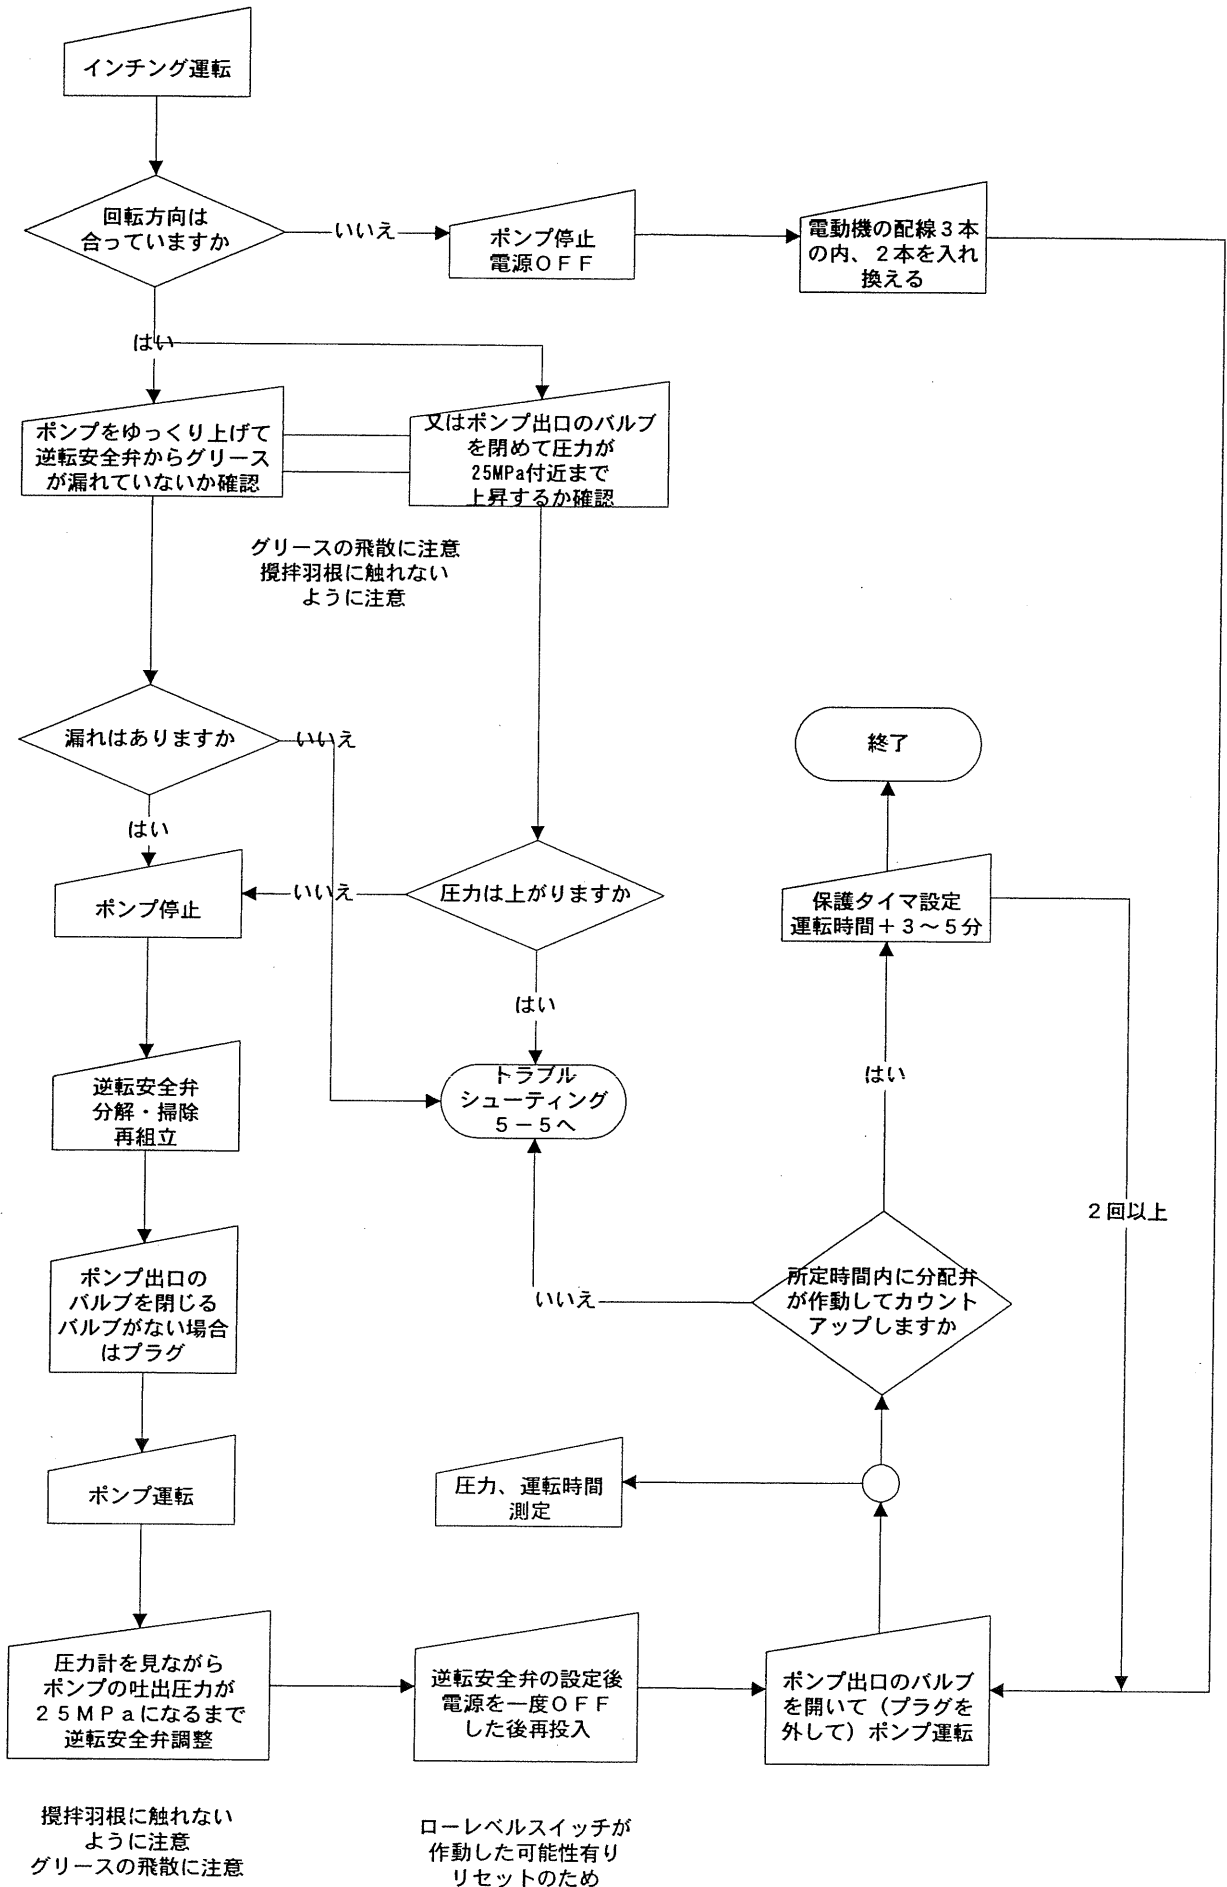 インチング運転
回転方向は
合っていますか
いいえ
ポンプ停止
電源ＯＦＦ
電動機の配線３本
の内、２本を入れ
換える
はい
ポンプをゆっくり上げて
逆転安全弁からグリース
が漏れていないか確認
又はポンプ出口のバルブ
を閉めて圧力が
25MPa付近まで
上昇するか確認
グリースの飛散に注意
攪拌羽根に触れない
ように注意
漏れはありますか
いいえ
はい
終了
ポンプ停止
いいえ
圧力は上がりますか
保護タイマ設定
運転時間＋３～５分
はい
はい
逆転安全弁
分解・掃除
再組立
トラブル
シューティング
５－５へ
２回以上
ポンプ出口の
バルブを閉じる
バルブがない場合
はプラグ
いいえ
所定時間内に分配弁
が作動してカウント
アップしますか
ポンプ運転
圧力、運転時間
測定
圧力計を見ながら
ポンプの吐出圧力が
２５ＭＰａになるまで
逆転安全弁調整
逆転安全弁の設定後
電源を一度ＯＦＦ
した後再投入
ポンプ出口のバルブ
を開いて（プラグを
外して）ポンプ運転
攪拌羽根に触れない
ように注意
グリースの飛散に注意
ローレベルスイッチが
作動した可能性有り
リセットのため